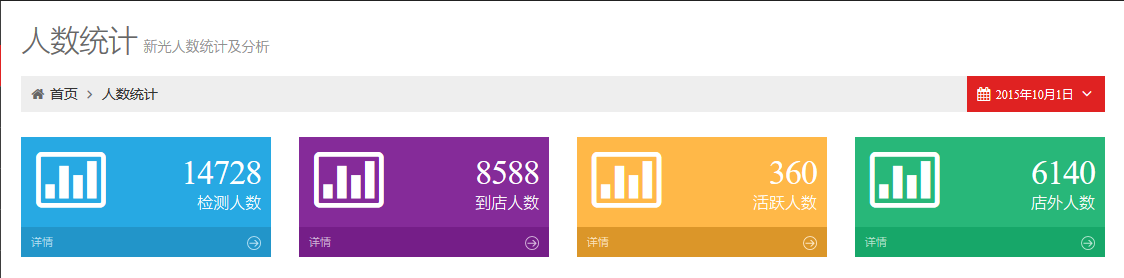 人数统计 新光人数统计及分析
首页 > 人数统计 2015年10月1日
14728
检测人数
详情
8588
到店人数
详情
360
活跃人数
详情
6140
店外人数
详情